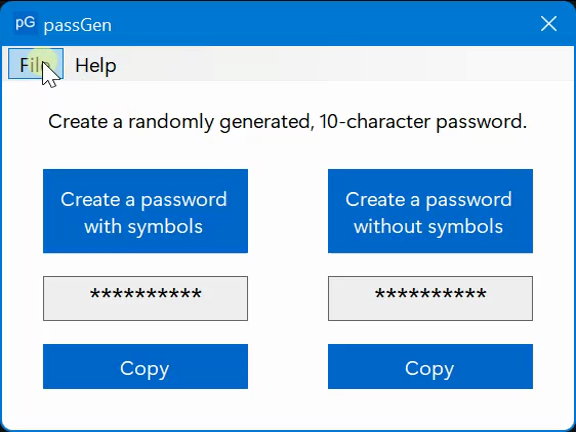 pG passGen
File Help
Create a randomly generated, 10-character password.
Create a password
with symbols
Create a password
without symbols
**********
**********
Copy
Copy